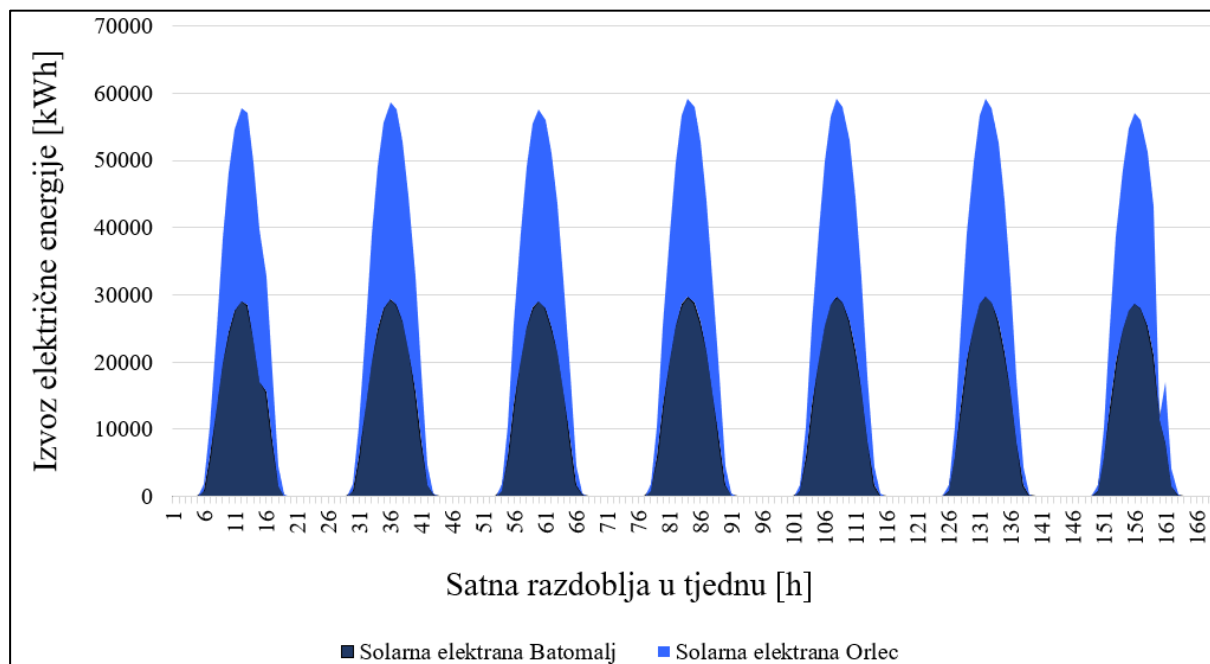 Izvoz električne energije [kWh]
70000
60000
50000
40000
30000
20000
10000
0
1 6 11 16 21 26 31 36 41 46 51 56 61 66 71 76 81 86 91 96 101 106 111 116 121 126 131 136 141 146 151 156 161 166
Satna razdoblja u tjednu [h]
Solarna elektrana Batomalj Solarna elektrana Orlec